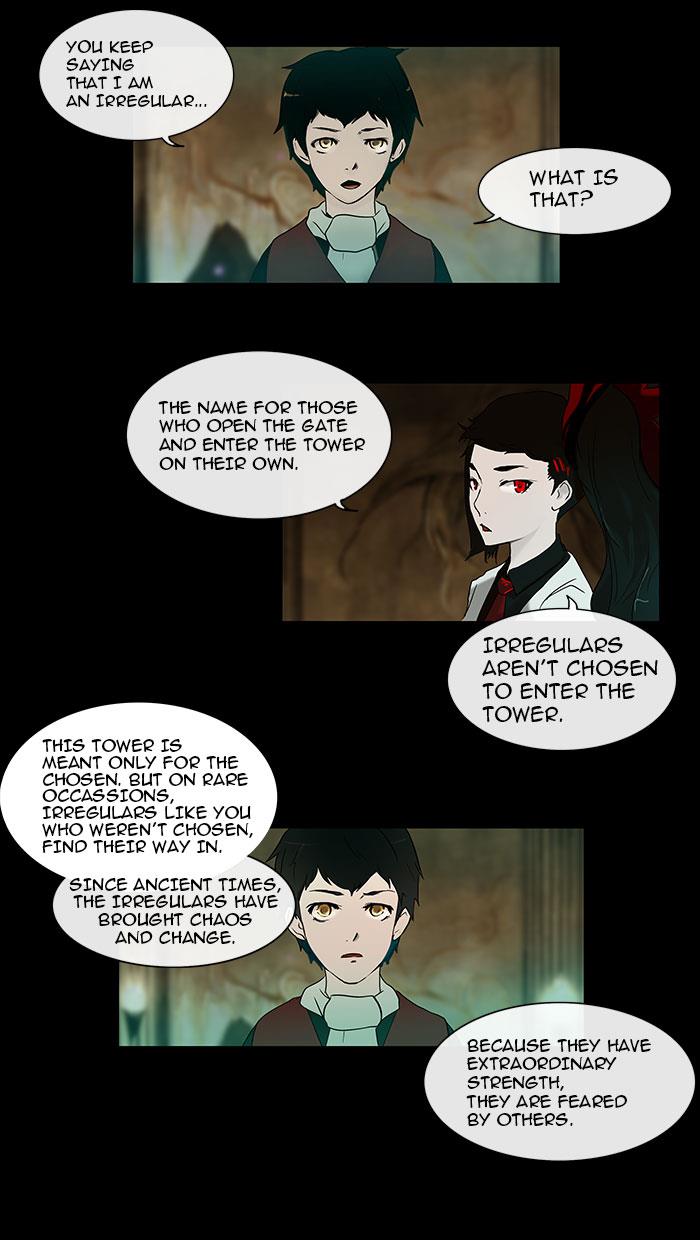 YOU KEEP
SAYING
THAT I AM
AN IRREGULAR...
WHAT IS
THAT?
THE NAME FOR THOSE
WHO OPEN THE GATE
AND ENTER THE TOWER
ON THEIR OWN.
IRREGULARS
AREN'T CHOSEN
TO ENTER THE
TOWER.
THIS TOWER IS
MEANT ONLY FOR THE
CHOSEN. BUT ON RARE
OCCASSIONS,
IRREGULARS LIKE YOU
WHO WEREN'T CHOSEN,
FIND THEIR WAY IN.
SINCE ANCIENT TIMES,
THE IRREGULARS HAVE
BROUGHT CHAOS
AND CHANGE.
BECAUSE THEY HAVE
EXTRAORDINARY
STRENGTH,
THEY ARE FEARED
BY OTHERS.